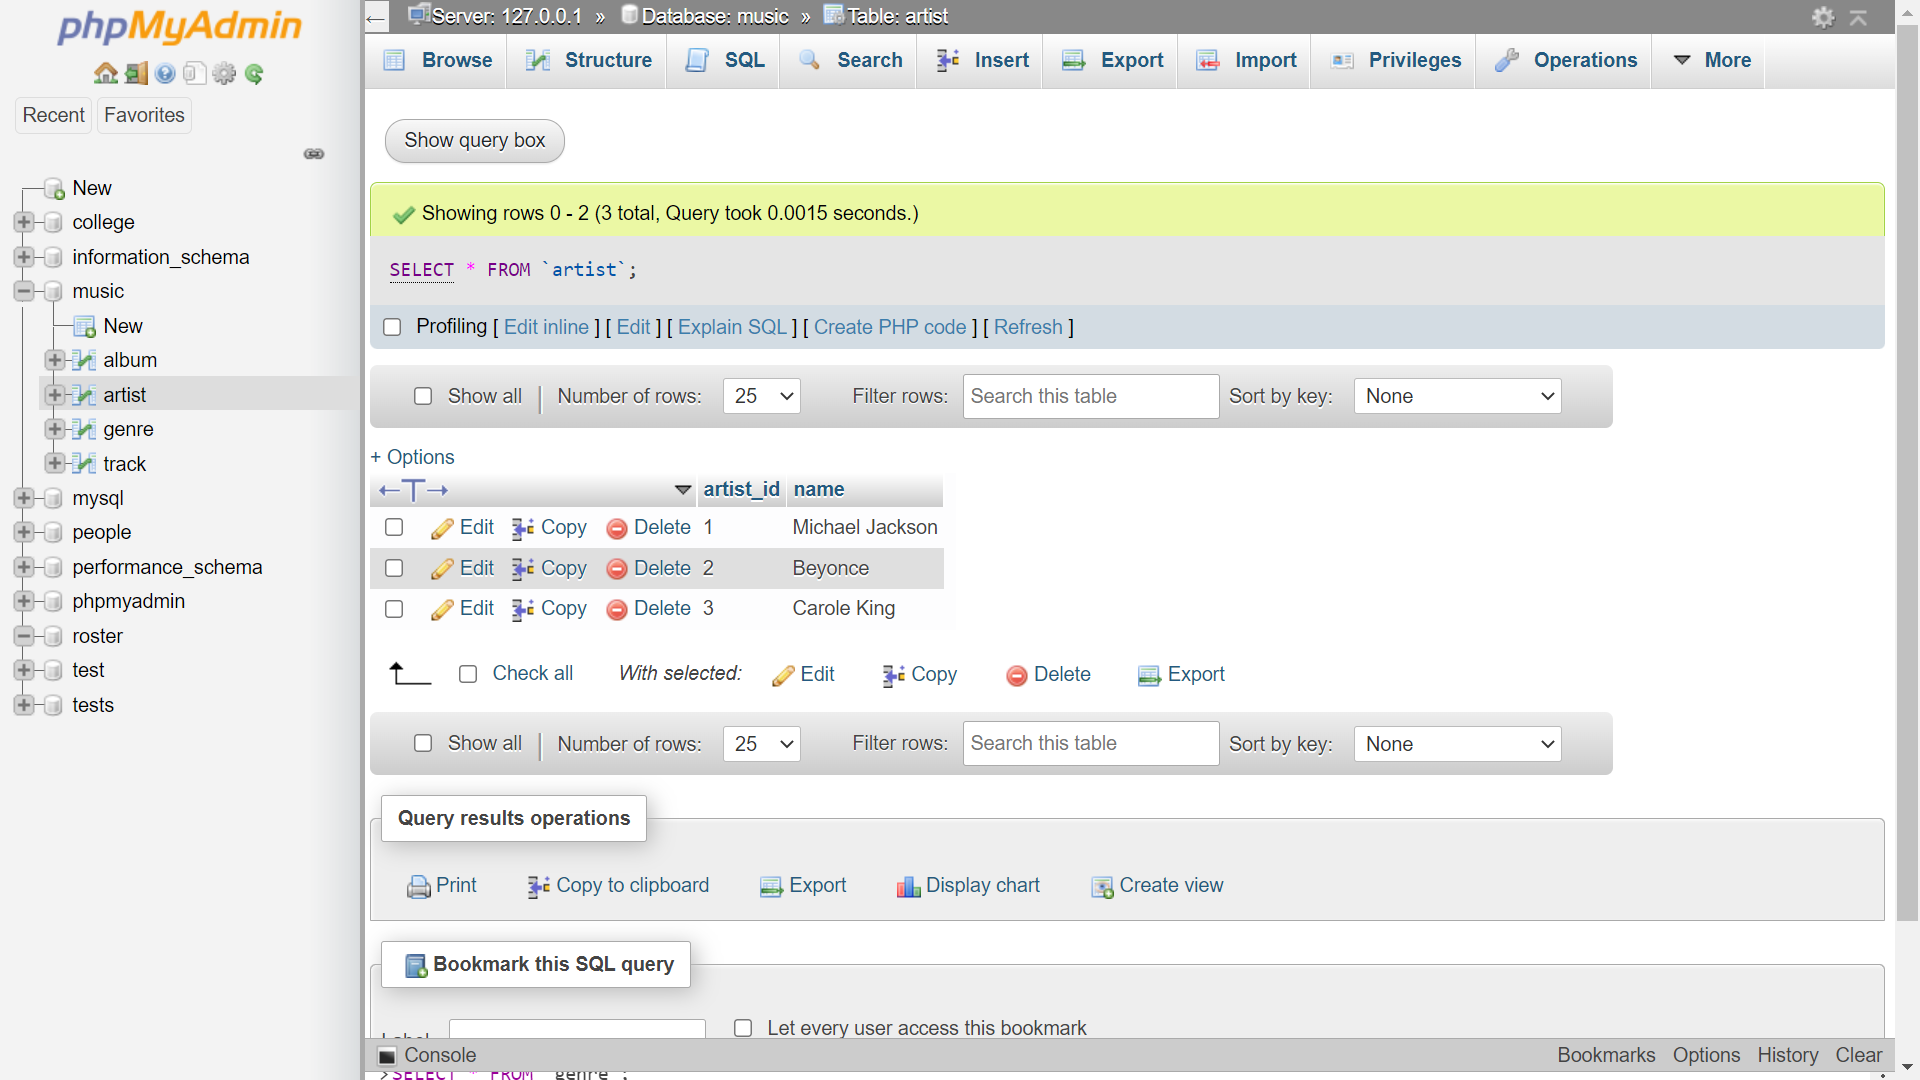 phpMyAdmin
Recent
Favorites
New
college
information_schema
music
New
album
artist
genre
track
mysql
people
performance_schema
phpmyadmin
roster
test
tests
Server: 127.0.0.1 » Database: music » Table: artist
Browse Structure SQL Search Insert Export Import Privileges Operations More
Show query box
Showing rows 0 - 2 (3 total, Query took 0.0015 seconds.)
SELECT * FROM `artist`;
Profiling [ Edit inline ] [ Edit ] [ Explain SQL ] [ Create PHP code ] [ Refresh ]
Show all | Number of rows: 25 Filter rows: Search this table Sort by key: None
+ Options
←T→ artist_id name
Edit Copy Delete 1 Michael Jackson
Edit Copy Delete 2 Beyonce
Edit Copy Delete 3 Carole King
Check all With selected: Edit Copy Delete Export
Show all | Number of rows: 25 Filter rows: Search this table Sort by key: None
Query results operations
Print Copy to clipboard Export Display chart Create view
Bookmark this SQL query
Label Let every user access this bookmark
Console Bookmarks Options History Clear
>SELECT * FROM `genre`;